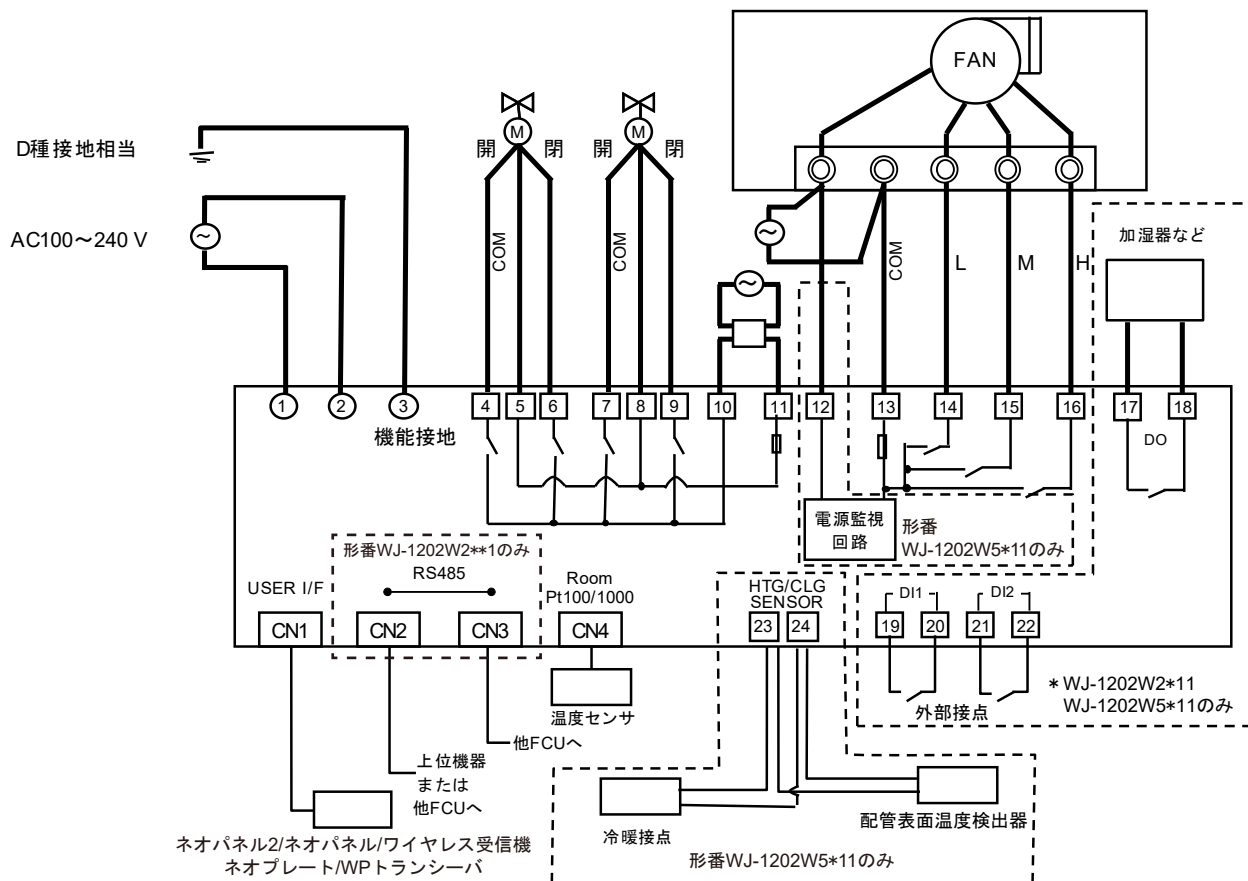 FAN
D種接地相当
AC100～240 V
M
M
開
閉
開
閉
COM
COM
COM
L
M
H
加湿器など
1
2
3
4
5
6
7
8
9
10
11
12
13
14
15
16
17
18
機能接地
DO
電源監視
回路
形番
WJ-1202W5*11のみ
形番WJ-1202W2**1のみ
RS485
USER I/F
Room
Pt100/1000
HTG/CLG
SENSOR
DI1
DI2
CN1
CN2
CN3
CN4
23
24
19
20
21
22
温度センサ
外部接点
* WJ-1202W2*11
WJ-1202W5*11のみ
他FCUへ
上位機器
または
他FCUへ
冷暖接点
配管表面温度検出器
ネオパネル2/ネオパネル/ワイヤレス受信機
ネオプレート/WPトランシーバ
形番WJ-1202W5*11のみ